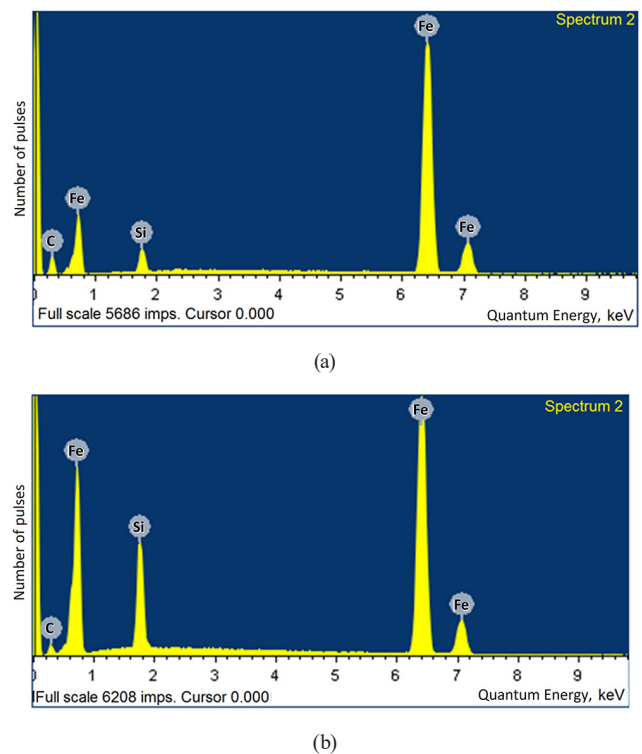 Spectrum 2
Number of pulses
Fe
Fe
Si
C
Fe
0 1 2 3 4 5 6 7 8 9
Full scale 5686 imps. Cursor 0.000
Quantum Energy, keV
(a)
Spectrum 2
Number of pulses
Fe
Fe
Si
C
Fe
0 1 2 3 4 5 6 7 8 9
Full scale 6208 imps. Cursor 0.000
Quantum Energy, keV
(b)